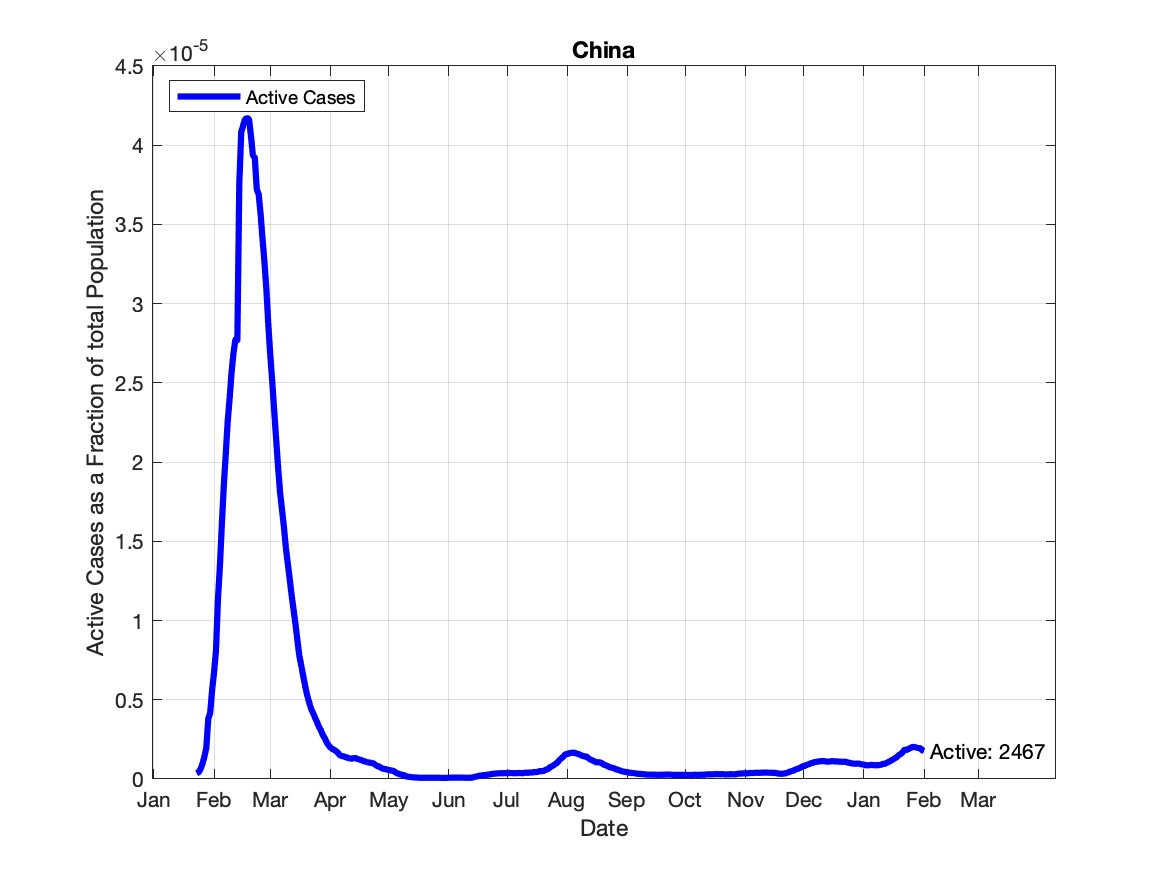 China
×10-5
4.5
4
3.5
3
2.5
2
1.5
1
0.5
0
Active Cases as a Fraction of total Population
Active Cases
Active: 2467
Jan Feb Mar Apr May Jun Jul Aug Sep Oct Nov Dec Jan Feb Mar
Date